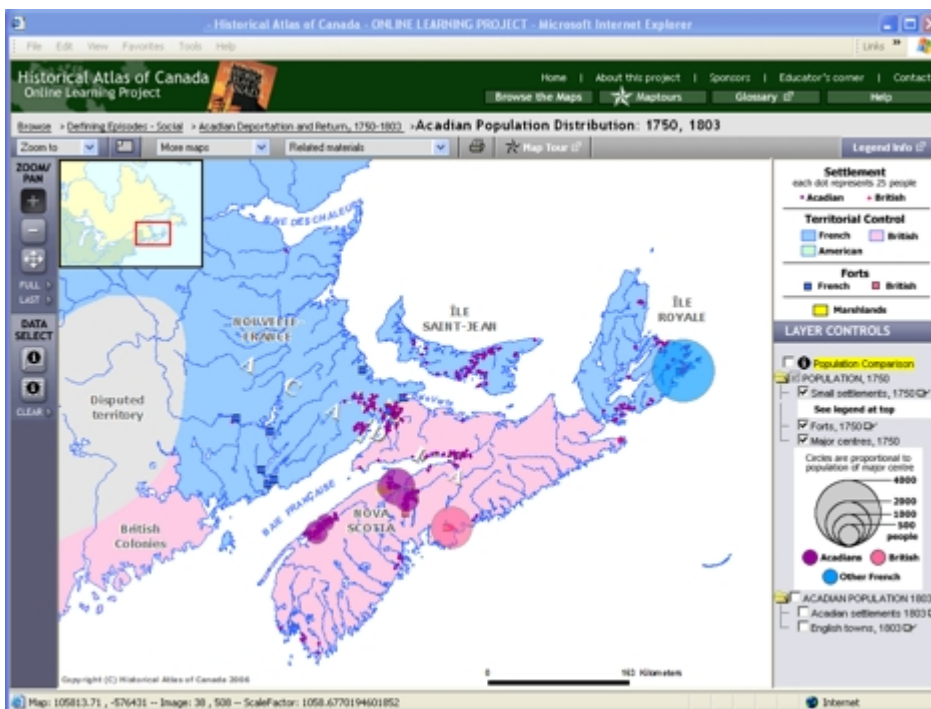 - Historical Atlas of Canada - ONLINE LEARNING PROJECT - Microsoft Internet Explorer
File Edit View Favorites Tools Help
Links »
Historical Atlas of Canada
Online Learning Project
Home | About this project | Sponsors | Educator's corner | Contact
Browse the Maps Maptours Glossary Help
Browse > Defining Episodes - Social > Acadian Deportation and Return, 1750-1803 >Acadian Population Distribution: 1750, 1803
Zoom to More maps Related materials Map Tour Legend Info
ZOOM/
PAN
FULL
LAST
DATA
SELECT
CLEAR
BAIE DES CHALEURS
NOUVELLE-
FRANCE
ÎLE
SAINT-JEAN
ÎLE
ROYALE
ACADIA
Disputed
territory
British
Colonies
BAIE FRANÇAISE
NOVA
SCOTIA
Copyright (C) Historical Atlas of Canada 2006
0 163 Kilometers
Settlement
each dot represents 25 people
Acadian British
Territorial Control
French British
American
Forts
French British
Marshlands
LAYER CONTROLS
Population Comparison
POPULATION, 1750
Small settlements, 1750
See legend at top
Forts, 1750
Major centres, 1750
Circles are proportional to
population of major centre
4000
2000
1000
500
people
Acadians British
Other French
ACADIAN POPULATION 1803
Acadian settlements 1803
English towns, 1803
Map: 105813.71 , -576431 -- Image: 38 , 508 -- ScaleFactor: 1058.6770194601852
Internet